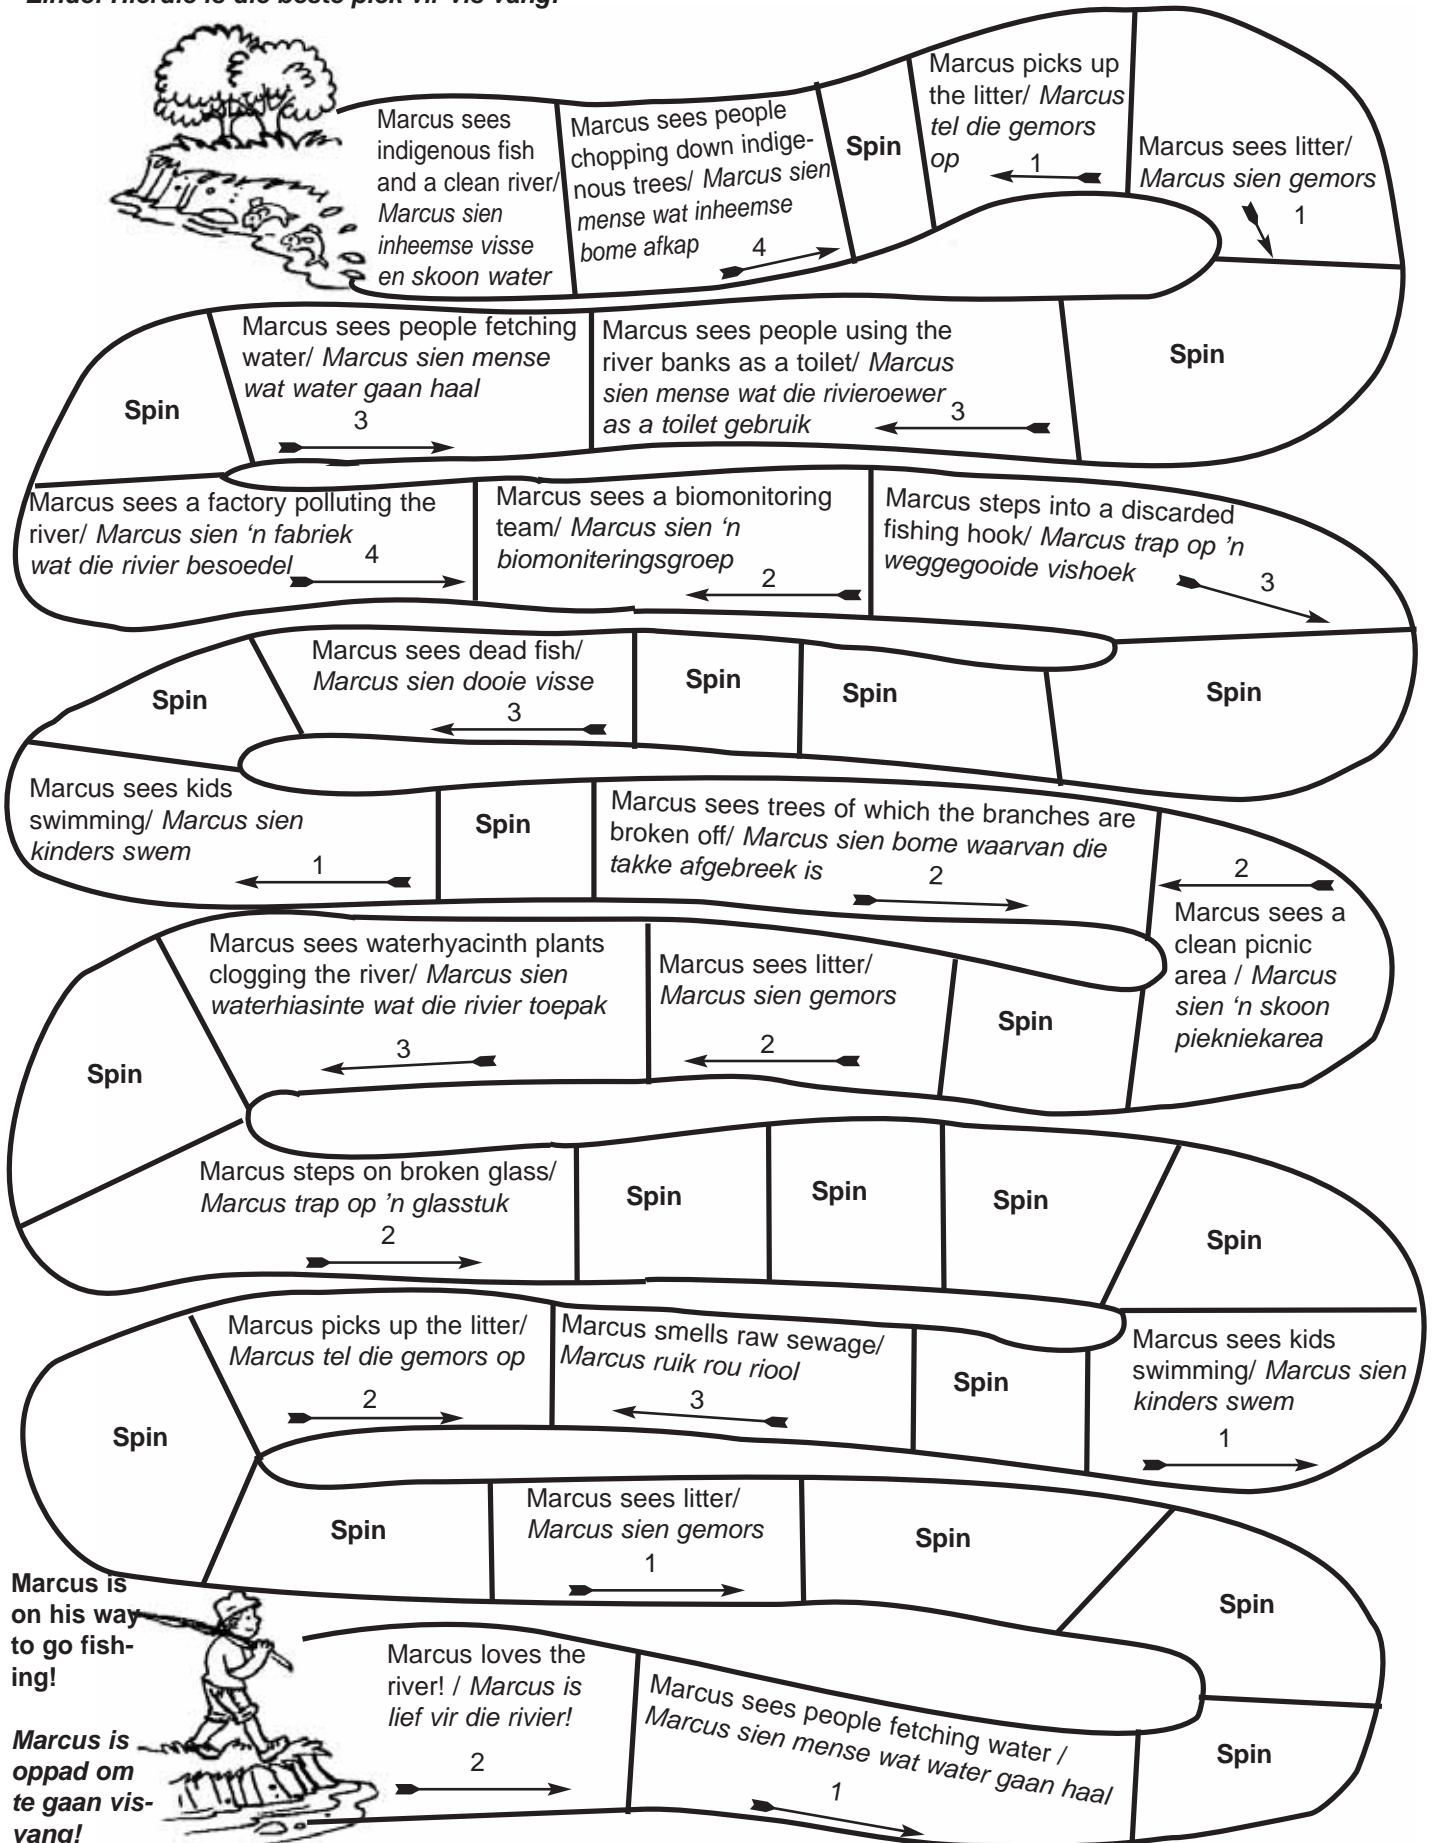 Einde! Hierdie is die beste plek vir vis vang!
Marcus sees
indigenous fish
and a clean river/
Marcus sien
inheemse visse
en skoon water
Marcus sees people
chopping down indige-
nous trees/ Marcus sien
mense wat inheemse
bome afkap
4
Spin
Marcus picks up
the litter/ Marcus
tel die gemors
op
1
Marcus sees litter/
Marcus sien gemors
1
Spin
Marcus sees people fetching
water/ Marcus sien mense
wat water gaan haal
3
Marcus sees people using the
river banks as a toilet/ Marcus
sien mense wat die rivieroewer
as a toilet gebruik
3
Spin
Marcus sees a factory polluting the
river/ Marcus sien ‘n fabriek
wat die rivier besoedel
4
Marcus sees a biomonitoring
team/ Marcus sien ‘n
biomoniteringsgroep
2
Marcus steps into a discarded
fishing hook/ Marcus trap op ’n
weggegooide vishoek
3
Spin
Marcus sees dead fish/
Marcus sien dooie visse
3
Spin
Spin
Spin
Marcus sees kids
swimming/ Marcus sien
kinders swem
1
Spin
Marcus sees trees of which the branches are
broken off/ Marcus sien bome waarvan die
takke afgebreek is
2
2
Marcus sees a
clean picnic
area / Marcus
sien ‘n skoon
piekniekarea
Spin
Marcus sees waterhyacinth plants
clogging the river/ Marcus sien
waterhiasinte wat die rivier toepak
3
Marcus sees litter/
Marcus sien gemors
2
Spin
Marcus steps on broken glass/
Marcus trap op ’n glasstuk
2
Spin
Spin
Spin
Spin
Spin
Marcus picks up the litter/
Marcus tel die gemors op
2
Marcus smells raw sewage/
Marcus ruik rou riool
3
Spin
Marcus sees kids
swimming/ Marcus sien
kinders swem
1
Spin
Marcus sees litter/
Marcus sien gemors
1
Spin
Spin
Marcus is
on his way
to go fish-
ing!
Marcus is
oppad om
te gaan vis-
vang!
Marcus loves the
river! / Marcus is
lief vir die rivier!
2
Marcus sees people fetching water /
Marcus sien mense wat water gaan haal
1
Spin